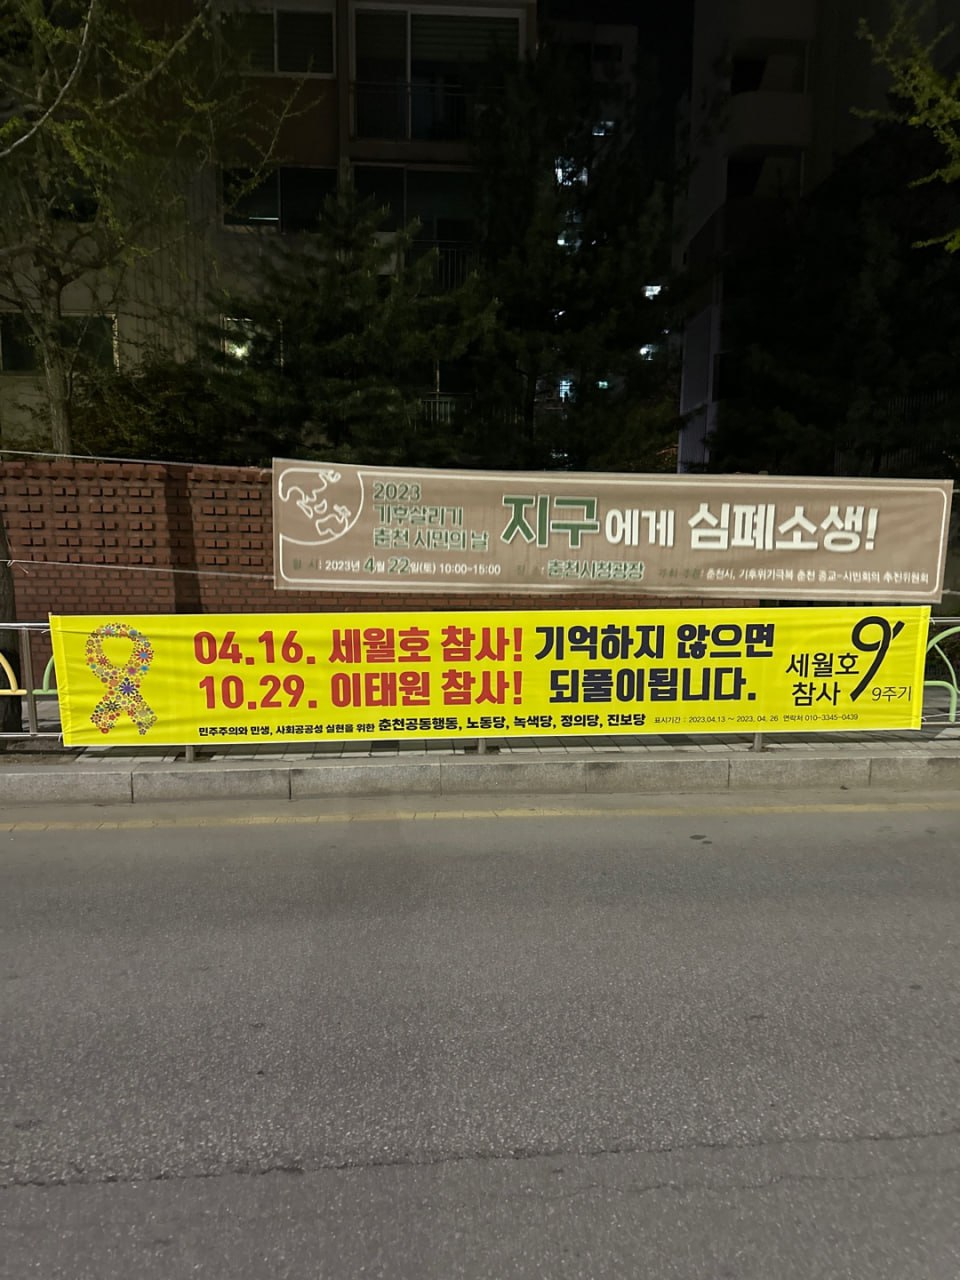 2023
기후살리기
춘천 시민의 날
지구에게 심폐소생!
일 시 : 2023년 4월 22일(토) 10:00~15:00 장 소 : 춘천시청광장 주최·주관 : 춘천시, 기후위기극복 춘천 종교-시민회의 추진위원회
04.16. 세월호 참사! 기억하지 않으면
10.29. 이태원 참사! 되풀이됩니다.
세월호
참사
9'
9주기
민주주의와 민생, 사회공공성 실현을 위한 춘천공동행동, 노동당, 녹색당, 정의당, 진보당 표시기간 : 2023.04.13 ~ 2023. 04. 26 연락처 010-3345-0439